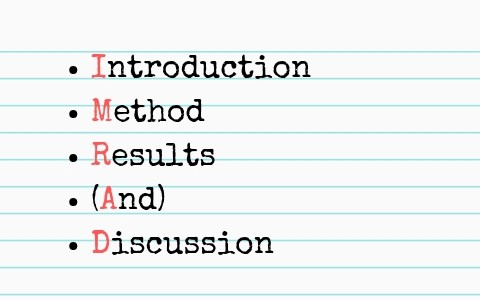 • Introduction
• Method
• Results
• (And)
• Discussion